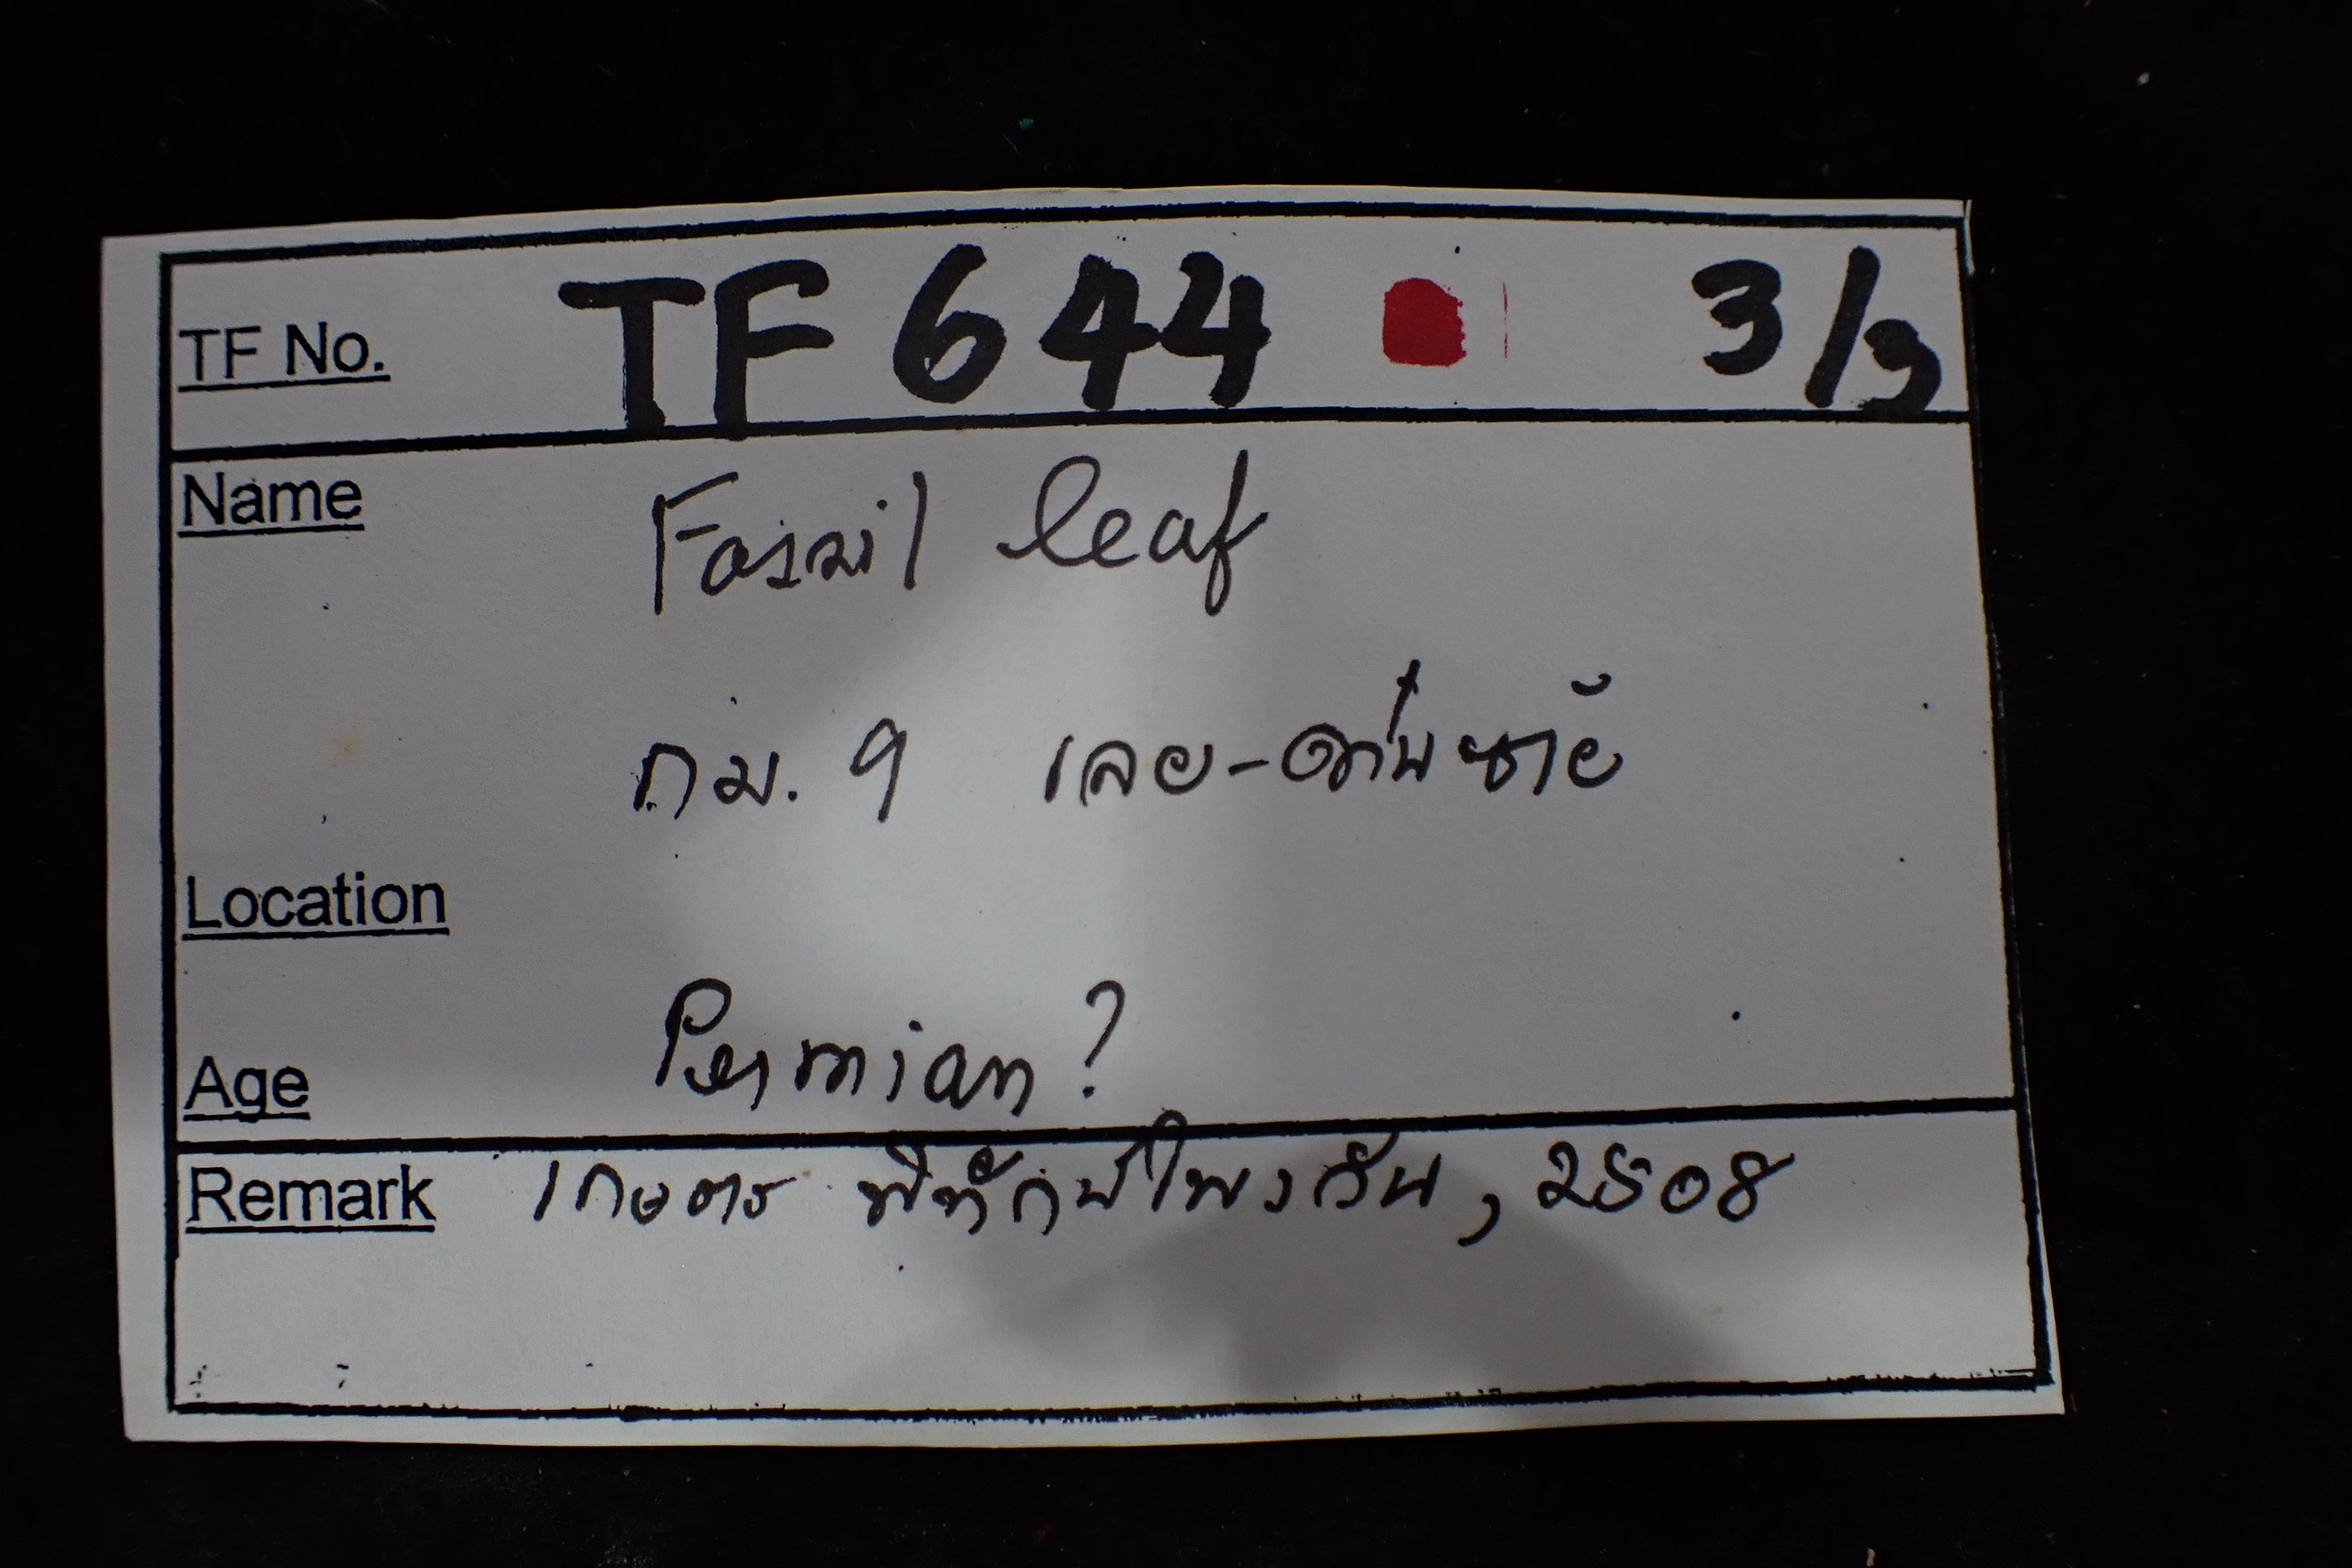 TF No. TF 644 3/3
Name Fossil leaf
กม. 9 เลย-ด่านซ้าย
Location
Age Permian?
Remark เกษตร พิทักษ์ไพรวัน, 2508